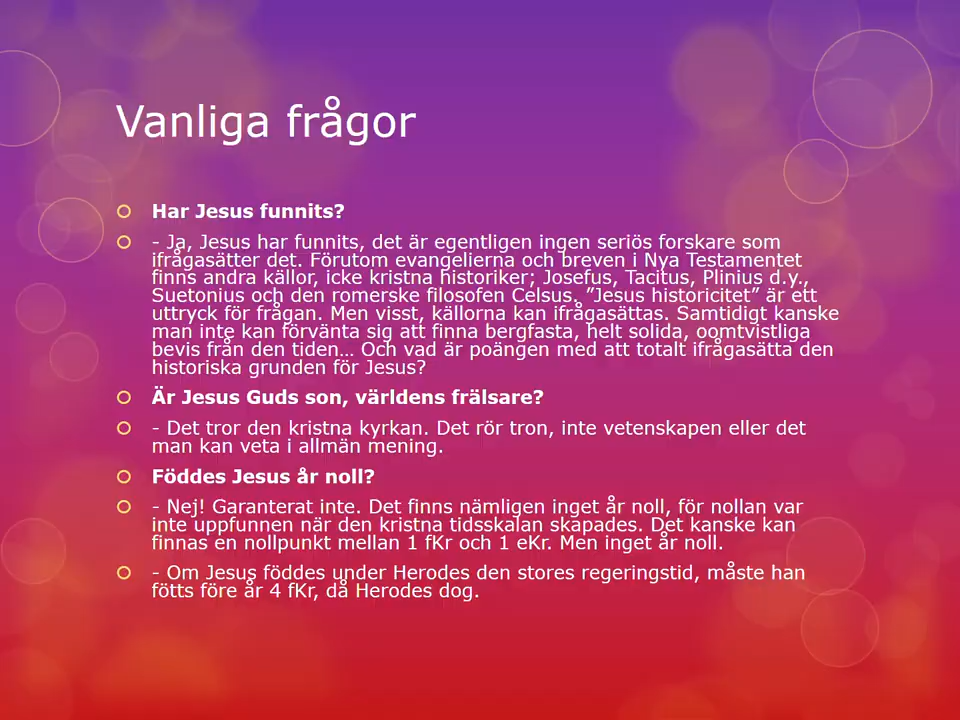 Vanliga frågor
Har Jesus funnits?
- Ja, Jesus har funnits, det är egentligen ingen seriös forskare som
ifrågasätter det. Förutom evangelierna och breven i Nya Testamentet
finns andra källor, icke kristna historiker; Josefus, Tacitus, Plinius d.y.,
Suetonius och den romerske filosofen Celsus. ”Jesus historicitet” är ett
uttryck för frågan. Men visst, källorna kan ifrågasättas. Samtidigt kanske
man inte kan förvänta sig att finna bergfasta, helt solida, oomtvistliga
bevis från den tiden… Och vad är poängen med att totalt ifrågasätta den
historiska grunden för Jesus?
Är Jesus Guds son, världens frälsare?
- Det tror den kristna kyrkan. Det rör tron, inte vetenskapen eller det
man kan veta i allmän mening.
Föddes Jesus år noll?
- Nej! Garanterat inte. Det finns nämligen inget år noll, för nollan var
inte uppfunnen när den kristna tidsskalan skapades. Det kanske kan
finnas en nollpunkt mellan 1 fKr och 1 eKr. Men inget år noll.
- Om Jesus föddes under Herodes den stores regeringstid, måste han
fötts före år 4 fKr, då Herodes dog.